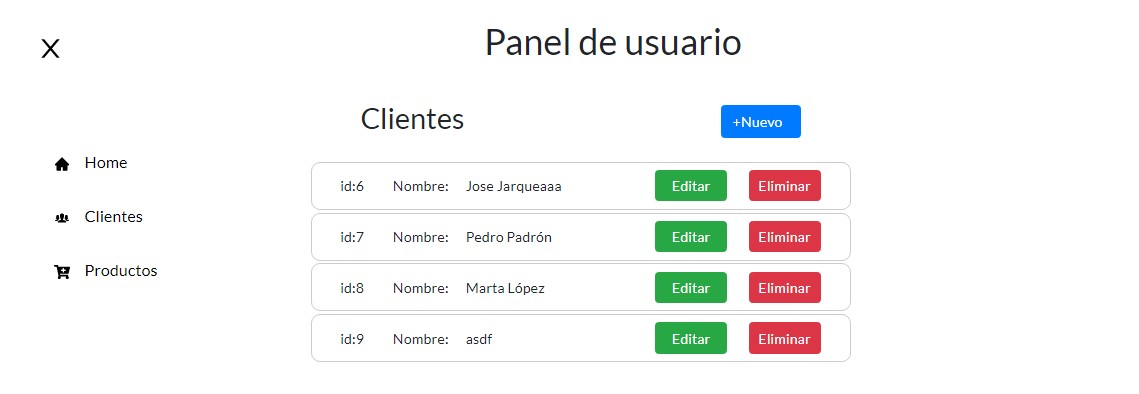 X
Panel de usuario
Clientes
+Nuevo
Home
Clientes
Productos
id:6 Nombre: Jose Jarqueaaa Editar Eliminar
id:7 Nombre: Pedro Padrón Editar Eliminar
id:8 Nombre: Marta López Editar Eliminar
id:9 Nombre: asdf Editar Eliminar